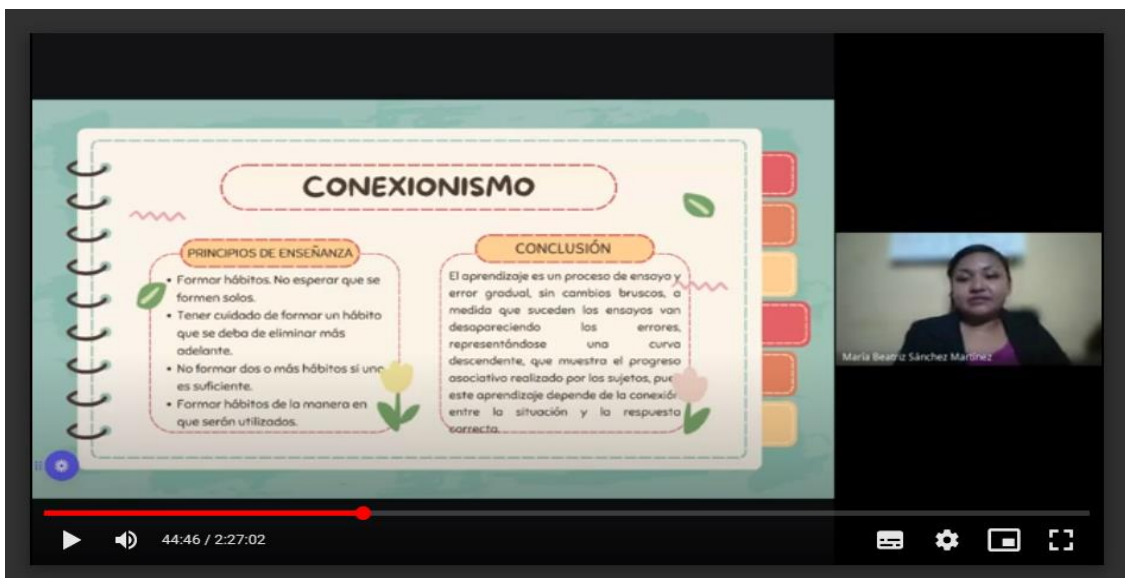 CONEXIONISMO
PRINCIPIOS DE ENSEÑANZA
• Formar hábitos. No esperar que se
formen solos.
• Tener cuidado de formar un hábito
que se deba de eliminar más
adelante.
• No formar dos o más hábitos si uno
es suficiente.
• Formar hábitos de la manera en
que serán utilizados.
CONCLUSIÓN
El aprendizaje es un proceso de ensayo y
error gradual, sin cambios bruscos, a
medida que suceden los ensayos van
desapareciendo los errores,
representándose una curva
descendente, que muestra el progreso
asociativo realizado por los sujetos, pues
este aprendizaje depende de la conexión
entre la situación y la respuesta
correcta.
María Beatriz Sánchez Martínez
44:46 / 2:27:02